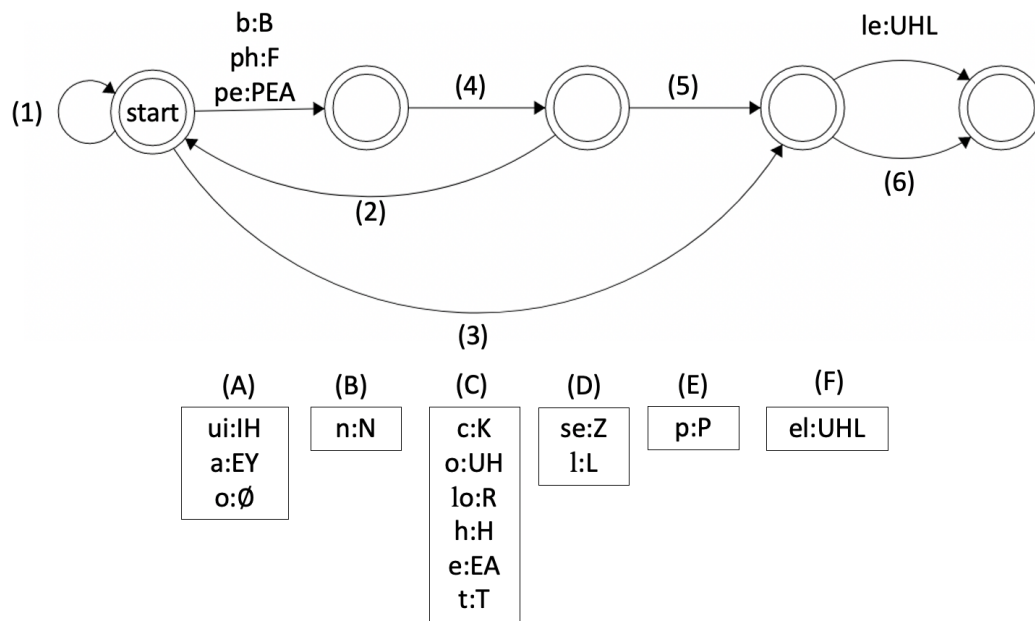 b:B
ph:F
pe:PEA
le:UHL
(1)
start
(4)
(5)
(2)
(6)
(3)
(A)
ui:IH
a:EY
o:Ø
(B)
n:N
(C)
c:K
o:UH
lo:R
h:H
e:EA
t:T
(D)
se:Z
l:L
(E)
p:P
(F)
el:UHL